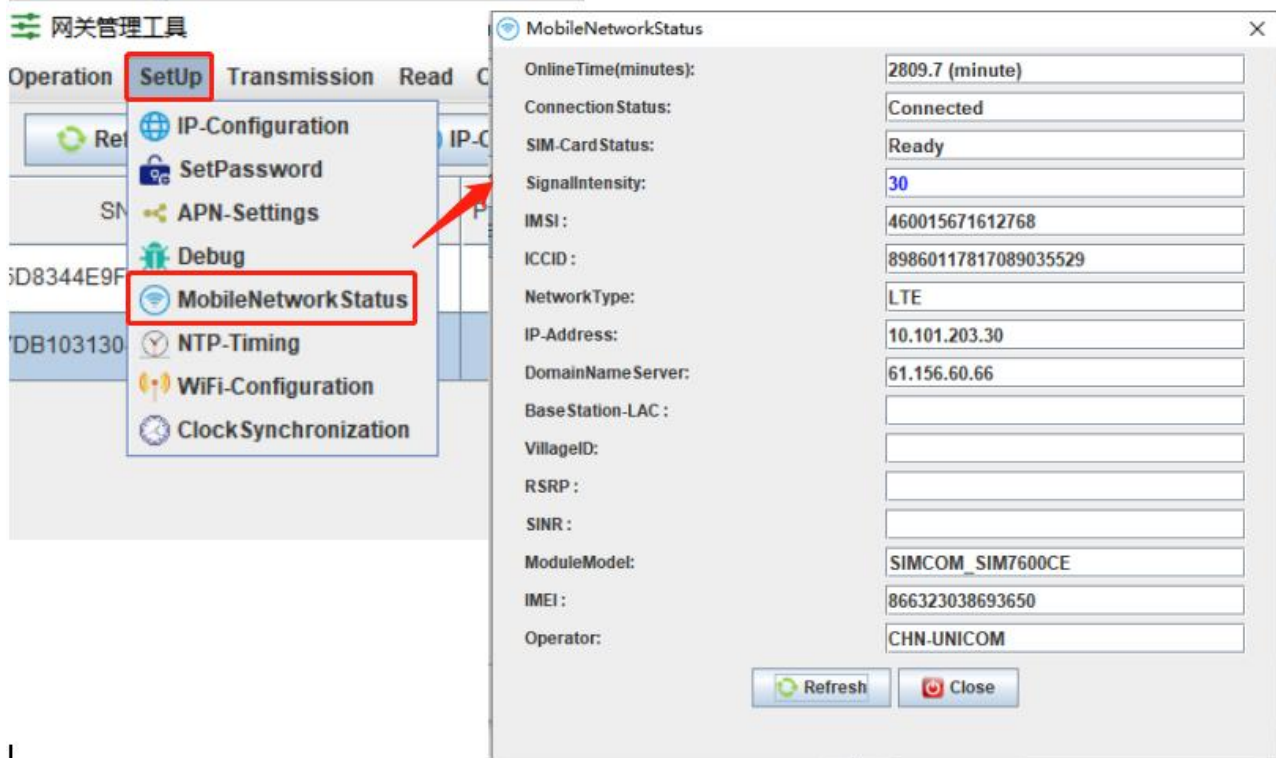 网关管理工具
Operation SetUp Transmission Read
IP-Configuration
SetPassword
APN-Settings
Debug
MobileNetworkStatus
NTP-Timing
WiFi-Configuration
ClockSynchronization
Ref
IP-C
SN
P
5D8344E9F
7DB103130
MobileNetworkStatus
OnlineTime(minutes): 2809.7 (minute)
ConnectionStatus: Connected
SIM-CardStatus: Ready
SignalIntensity: 30
IMSI: 460015671612768
ICCID: 89860117817089035529
NetworkType: LTE
IP-Address: 10.101.203.30
DomainNameServer: 61.156.60.66
BaseStation-LAC:
VillageID:
RSRP:
SINR:
ModuleModel: SIMCOM_SIM7600CE
IMEI: 866323038693650
Operator: CHN-UNICOM
Refresh Close